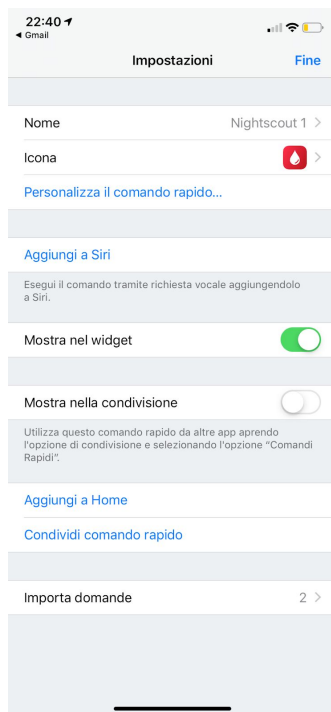 22:40
◀ Gmail
Impostazioni Fine
Nome Nightscout 1
Icona
Personalizza il comando rapido...
Aggiungi a Siri
Esegui il comando tramite richiesta vocale aggiungendolo
a Siri.
Mostra nel widget
Mostra nella condivisione
Utilizza questo comando rapido da altre app aprendo
l'opzione di condivisione e selezionando l'opzione "Comandi
Rapidi".
Aggiungi a Home
Condividi comando rapido
Importa domande 2